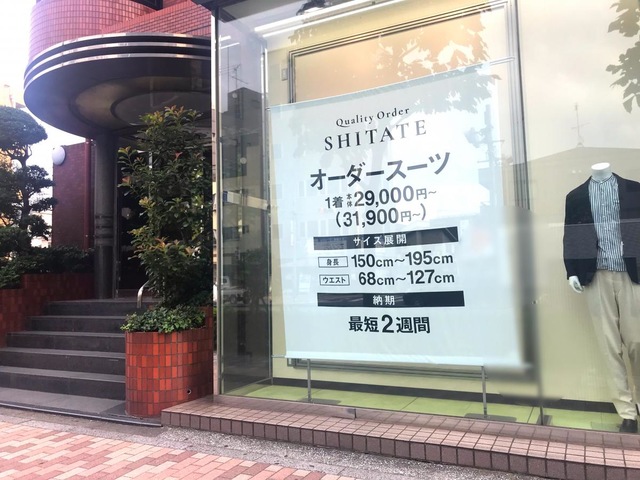 Quality Order
SHITATE
オーダースーツ
1着 本体 29,000円~
(31,900円~)
サイズ展開
身長 150cm~195cm
ウエスト 68cm~127cm
納期
最短2週間